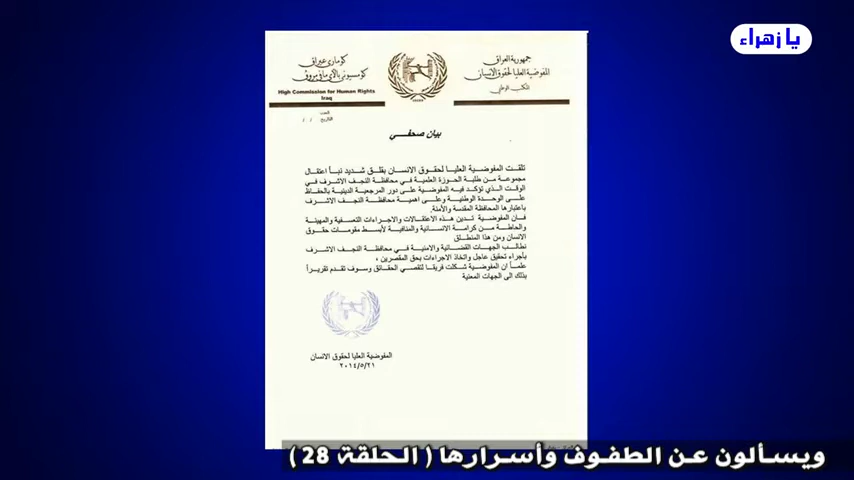 يا زهراء
جمهورية العراق
المفوضية العليا لحقوق الانسان
المكتب الوطني
High Commission for Human Rights
Iraq
العدد
التاريخ / /
بيان صحفي
تلقت المفوضية العليا لحقوق الانسان بقلق شديد نبأ اعتقال
مجموعة من طلبة الحوزة العلمية في محافظة النجف الاشرف في
الوقت الذي تؤكد فيه المفوضية على دور المرجعية الدينية بالحفاظ
على الوحدة الوطنية وعلى اهمية محافظة النجف الاشرف
باعتبارها المحافظة المقدسة والأمنة.
فان المفوضية تدين هذه الاعتقالات والاجراءات التعسفية والمهينة
والحاطة من كرامة الانسانية والمنافية لأبسط مقومات حقوق
الانسان ومن هذا المنطلق
نطالب الجهات القضائية والامنية في محافظة النجف الاشرف
بأجراء تحقيق عاجل واتخاذ الاجراءات بحق المقصرين ،
علماً ان المفوضية شكلت فريقا لتقصي الحقائق وسوف تقدم تقريراً
بذلك الى الجهات المعنية
المفوضية العليا لحقوق الانسان
٢٠١٤/٥/٢١
ويسألون عن الطفوف وأسرارها ( الحلقة 28 )